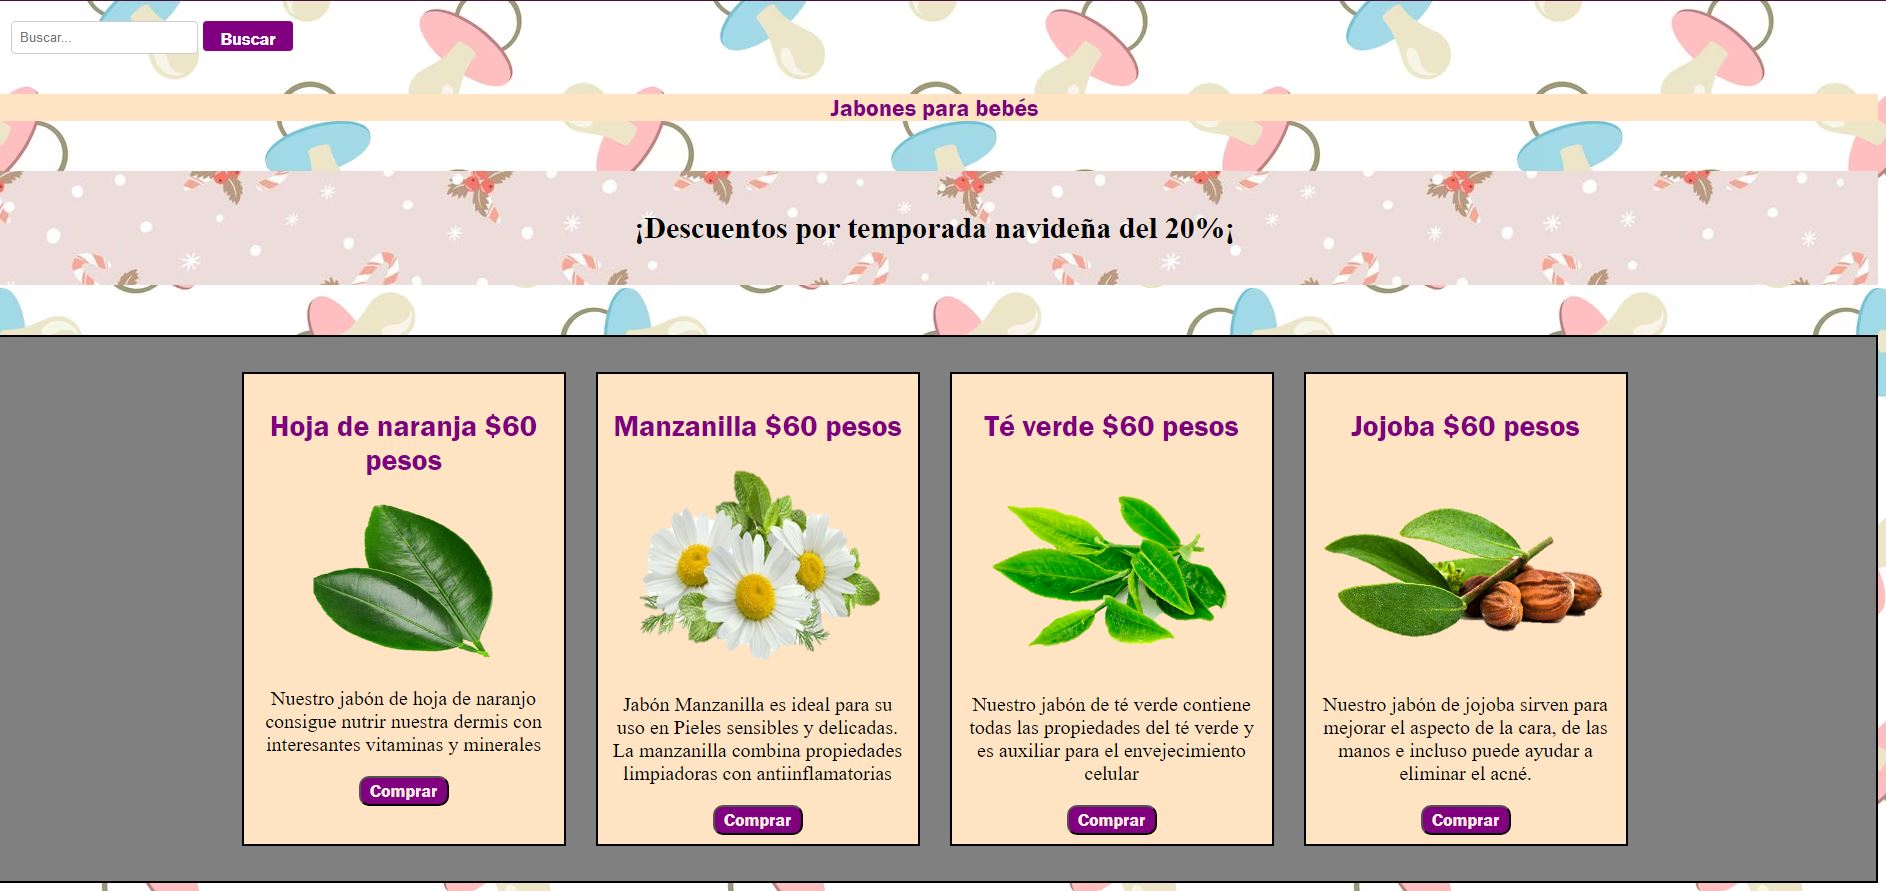 Buscar...
Buscar
Jabones para bebés
¡Descuentos por temporada navideña del 20%¡
Hoja de naranja $60
pesos
Nuestro jabón de hoja de naranjo
consigue nutrir nuestra dermis con
interesantes vitaminas y minerales
Comprar
Manzanilla $60 pesos
Jabón Manzanilla es ideal para su
uso en Pieles sensibles y delicadas.
La manzanilla combina propiedades
limpiadoras con antiinflamatorias
Comprar
Té verde $60 pesos
Nuestro jabón de té verde contiene
todas las propiedades del té verde y
es auxiliar para el envejecimiento
celular
Comprar
Jojoba $60 pesos
Nuestro jabón de jojoba sirven para
mejorar el aspecto de la cara, de las
manos e incluso puede ayudar a
eliminar el acné.
Comprar